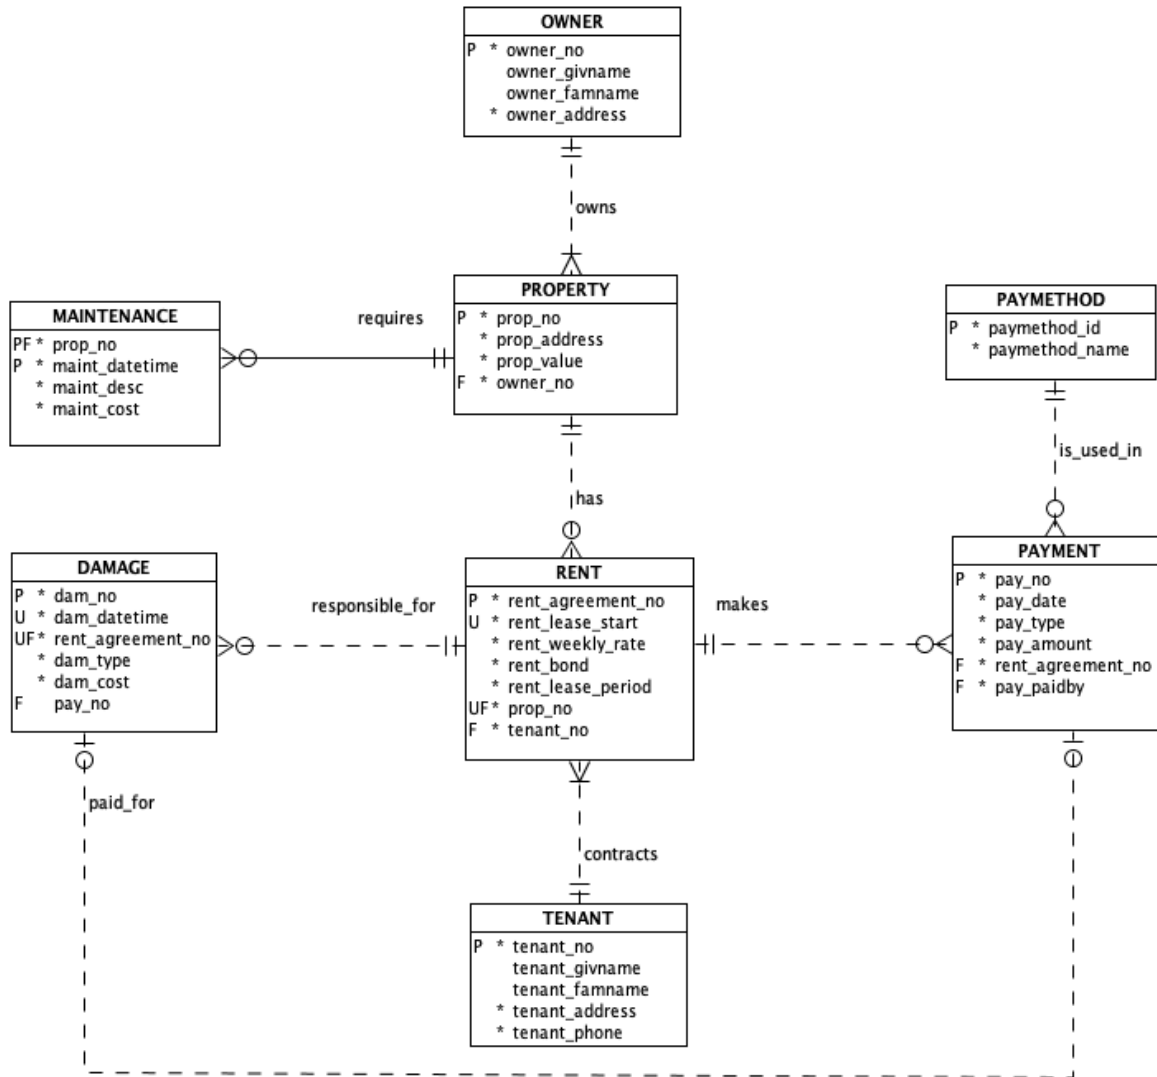 OWNER
P * owner_no
owner_givname
owner_famname
* owner_address
owns
PROPERTY
P * prop_no
* prop_address
* prop_value
F * owner_no
requires
MAINTENANCE
PF * prop_no
P * maint_datetime
* maint_desc
* maint_cost
PAYMETHOD
P * paymethod_id
* paymethod_name
is_used_in
has
DAMAGE
P * dam_no
U * dam_datetime
UF * rent_agreement_no
* dam_type
* dam_cost
F pay_no
responsible_for
RENT
P * rent_agreement_no
U * rent_lease_start
* rent_weekly_rate
* rent_bond
* rent_lease_period
UF * prop_no
F * tenant_no
makes
PAYMENT
P * pay_no
* pay_date
* pay_type
* pay_amount
F * rent_agreement_no
F * pay_paidby
paid_for
contracts
TENANT
P * tenant_no
tenant_givname
tenant_famname
* tenant_address
* tenant_phone